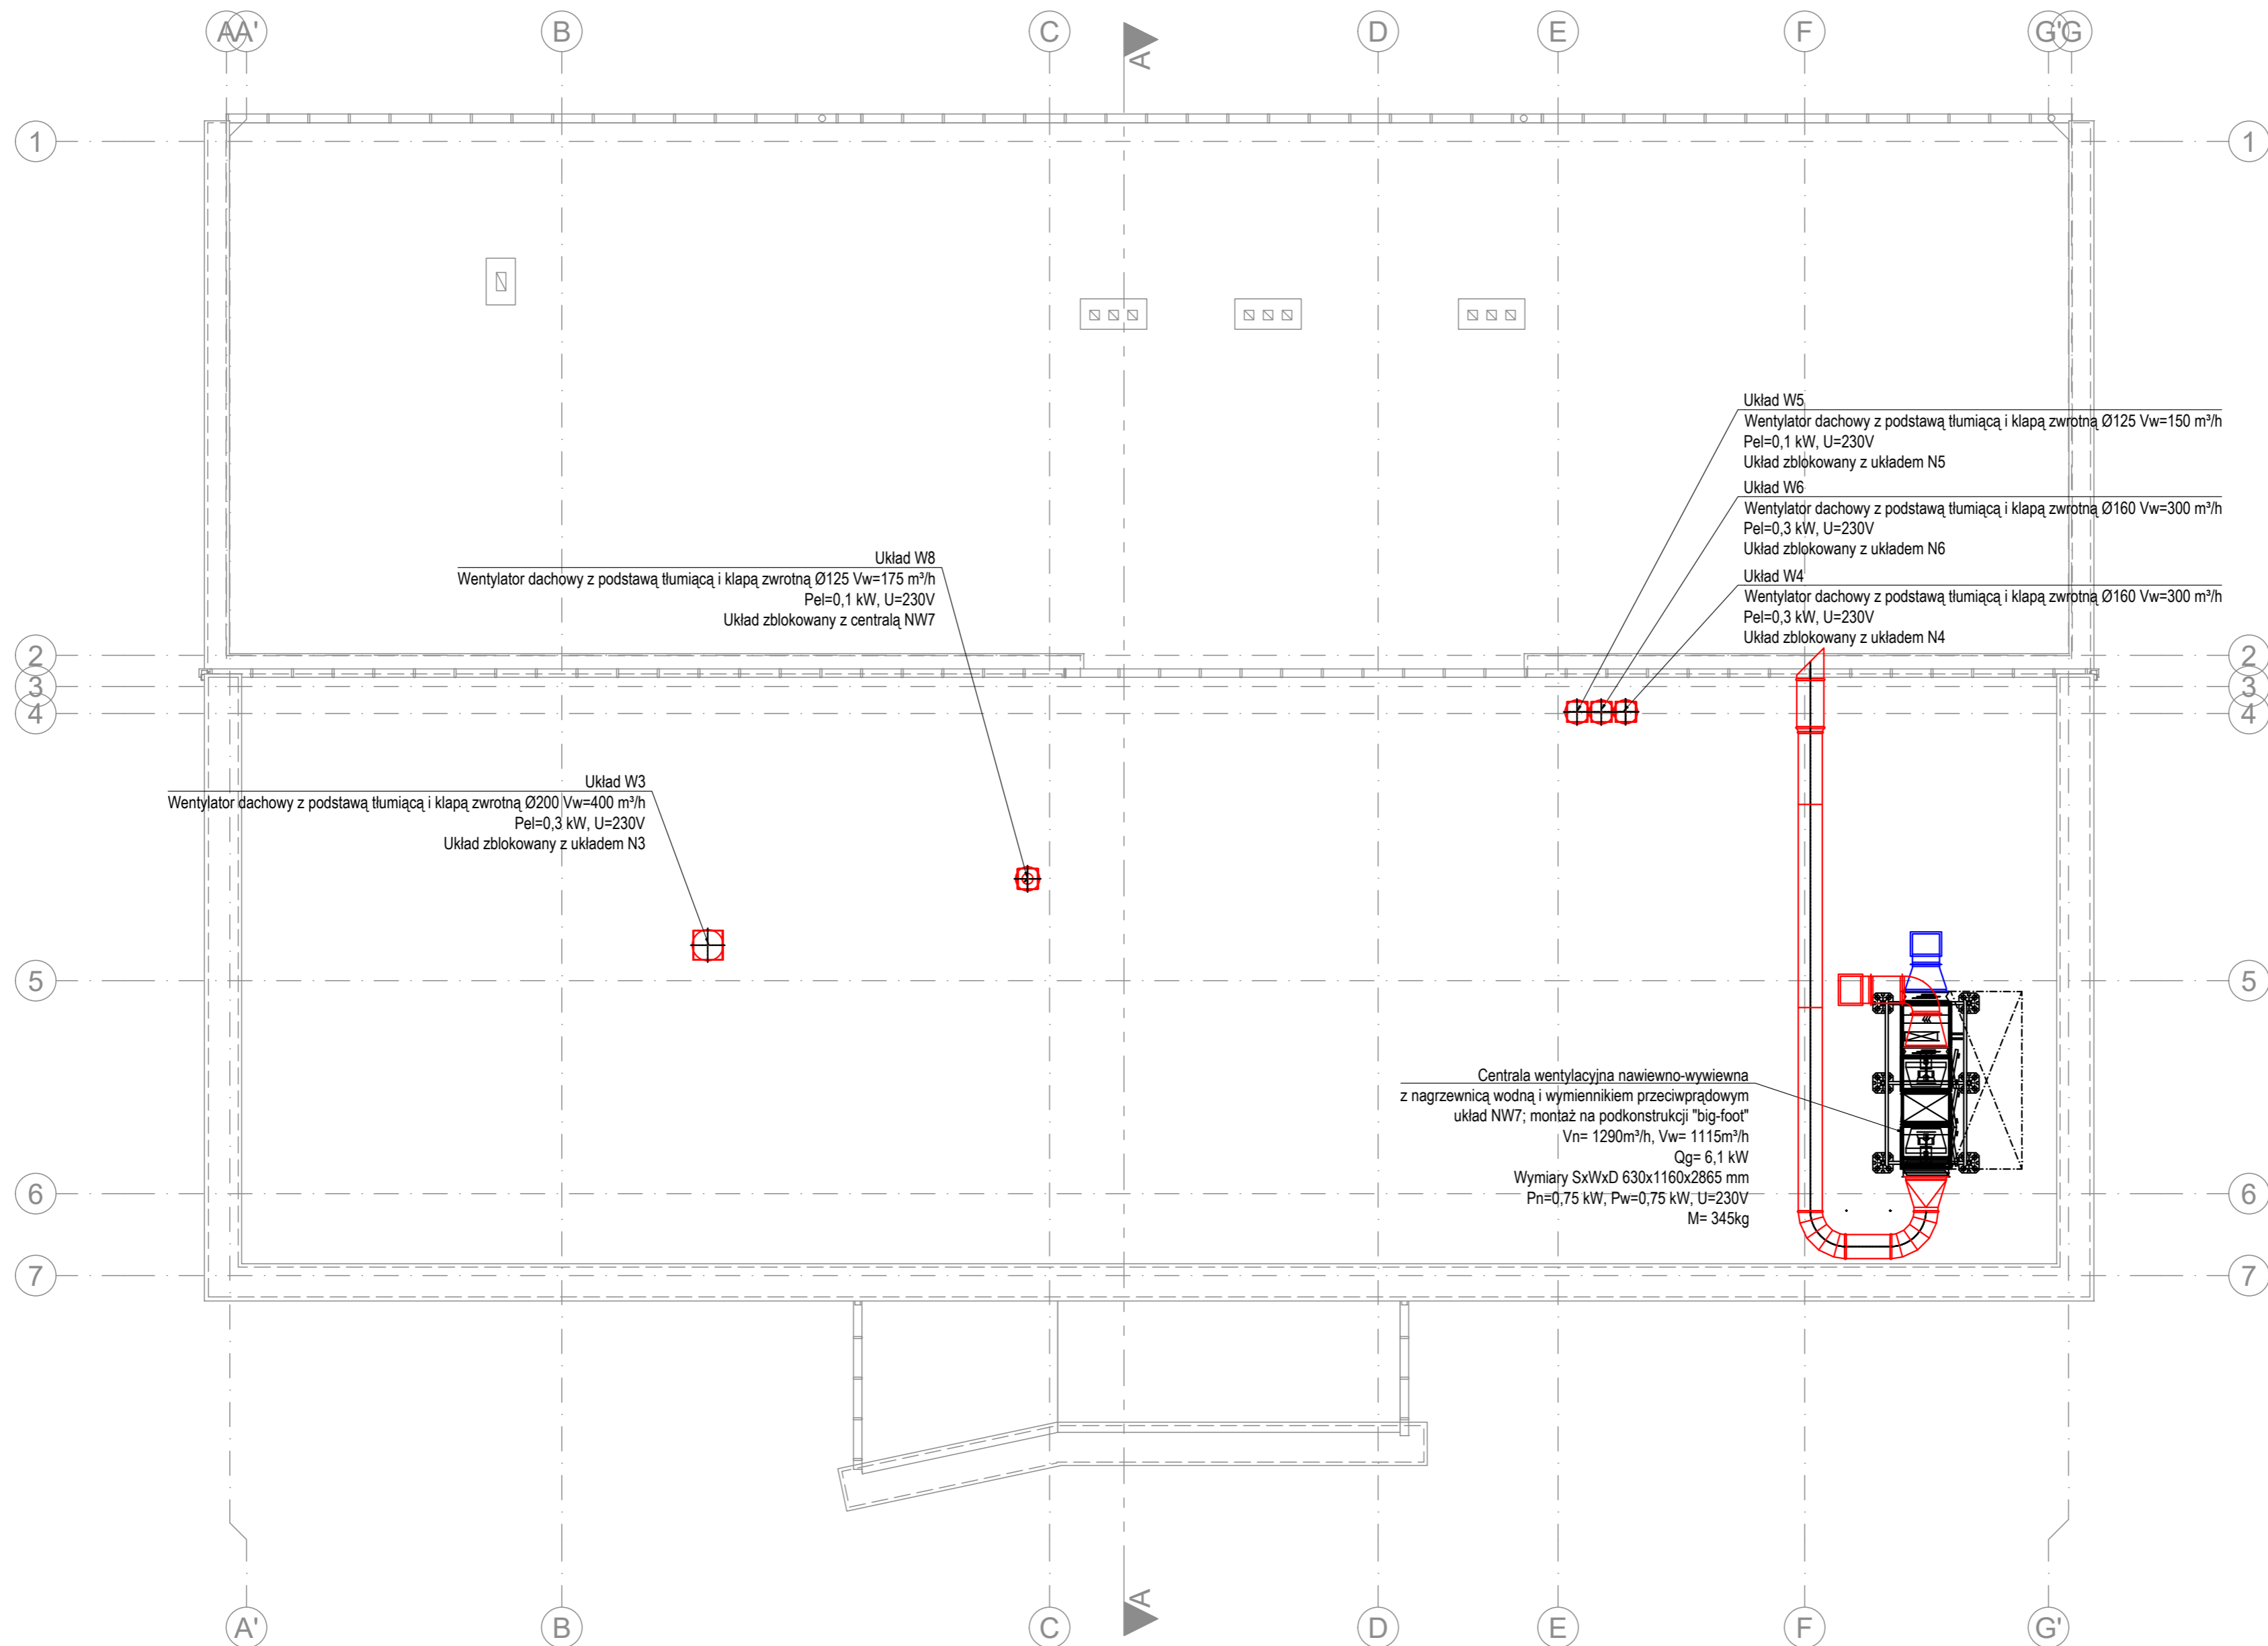 A A' B C A D E F G' G
1 1
Układ W5
Wentylator dachowy z podstawą tłumiącą i klapą zwrotną Ø125 Vw=150 m³/h
Pel=0,1 kW, U=230V
Układ zblokowany z układem N5
Układ W6
Wentylator dachowy z podstawą tłumiącą i klapą zwrotną Ø160 Vw=300 m³/h
Pel=0,3 kW, U=230V
Układ zblokowany z układem N6
Układ W8
Wentylator dachowy z podstawą tłumiącą i klapą zwrotną Ø125 Vw=175 m³/h
Pel=0,1 kW, U=230V
Układ zblokowany z centralą NW7
Układ W4
Wentylator dachowy z podstawą tłumiącą i klapą zwrotną Ø160 Vw=300 m³/h
Pel=0,3 kW, U=230V
Układ zblokowany z układem N4
2 2
3 3
4 4
Układ W3
Wentylator dachowy z podstawą tłumiącą i klapą zwrotną Ø200 Vw=400 m³/h
Pel=0,3 kW, U=230V
Układ zblokowany z układem N3
5 5
Centrala wentylacyjna nawiewno-wywiewna
z nagrzewnicą wodną i wymiennikiem przeciwprądowym
układ NW7; montaż na podkonstrukcji "big-foot"
Vn= 1290m³/h, Vw= 1115m³/h
Qg= 6,1 kW
Wymiary SxWxD 630x1160x2865 mm
Pn=0,75 kW, Pw=0,75 kW, U=230V
M= 345kg
6 6
7 7
A' B C A D E F G'